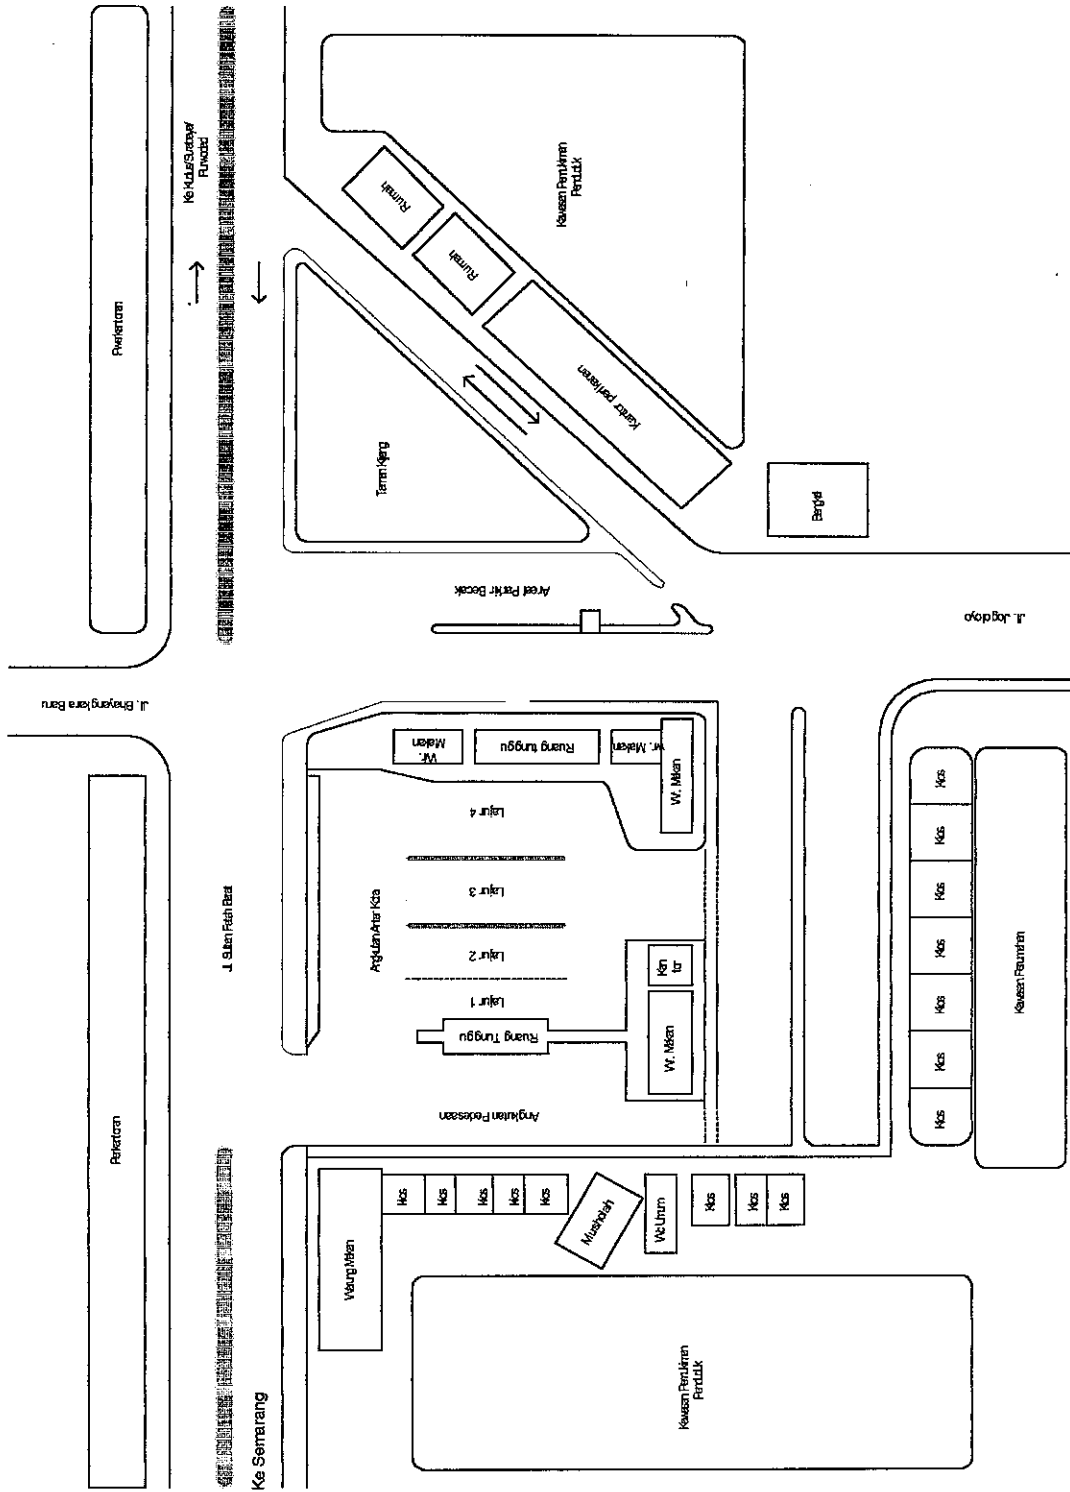 Perkantoran
Ke Semarang
Jl. Sultan Fatah Barat
Jl. Bhayangkara Baru
Ke Kudus/Surabaya/
Purwodadi
Pwerkantoran
Warung Makan
Kios
Kios
Kios
Kios
Kios
Musholah
Wc Umum
Kios
Kios
Kios
Kawasan Pemukiman
Penduduk
Angkutan Pedesaan
Angkutan Antar Kota
Ruang Tunggu
Lajur 1
Lajur 2
Lajur 3
Lajur 4
Wr. Makan
Kan
tor
Wr.
Makan
Ruang tunggu
wr. Makan
Wr. Makan
Areal Parkir Becak
Taman Kijang
Rumah
Rumah
Kantor perikanan
Kawasan Pemukiman
Penduduk
Bengkel
Jl. Jogoloyo
Kios
Kios
Kios
Kios
Kios
Kios
Kios
Kawasan Perumahan